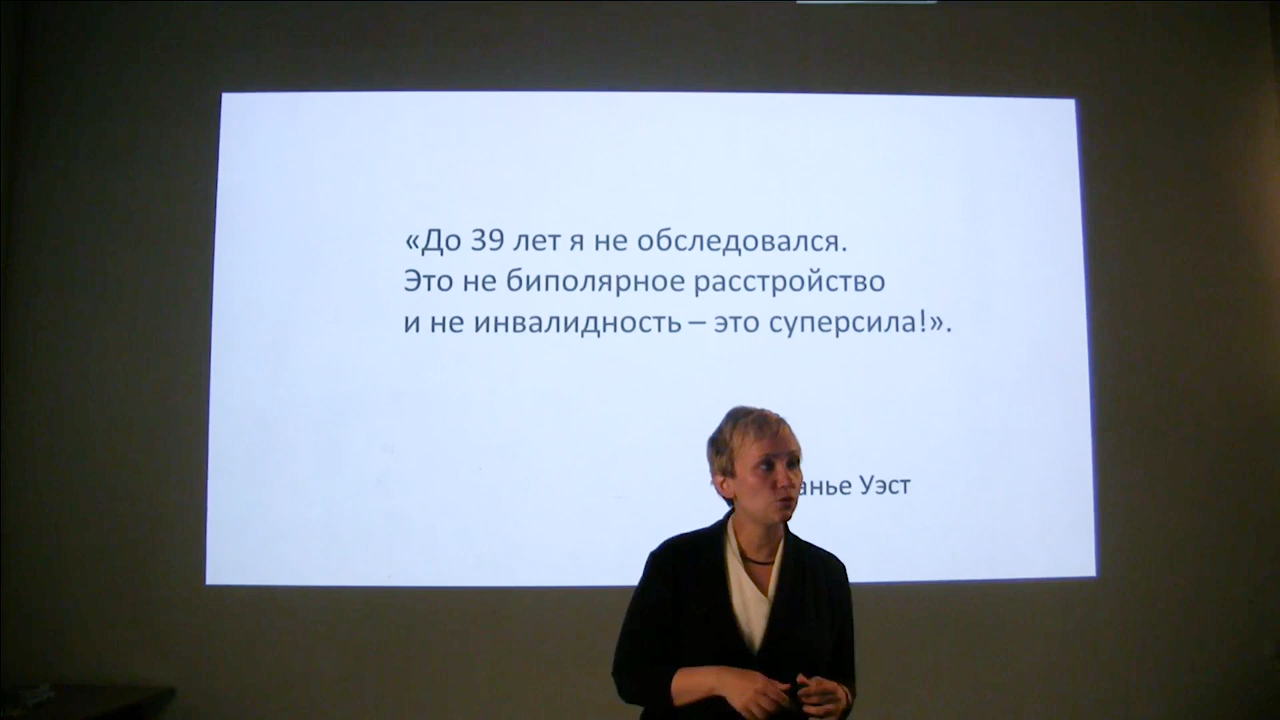 «До 39 лет я не обследовался.
Это не биполярное расстройство
и не инвалидность – это суперсила!».
анье Уэст